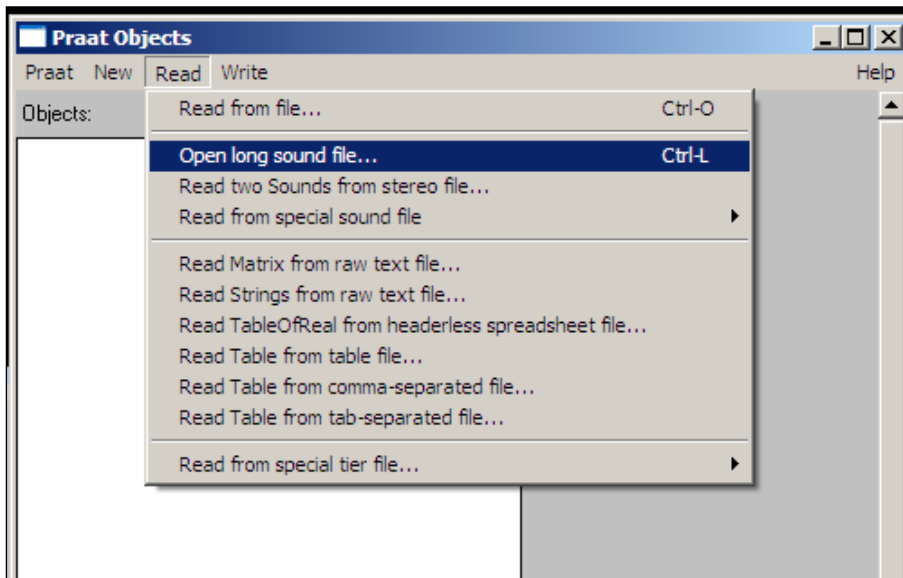 Praat Objects
Praat New Read Write Help
Objects:
Read from file... Ctrl-O
Open long sound file... Ctrl-L
Read two Sounds from stereo file...
Read from special sound file
Read Matrix from raw text file...
Read Strings from raw text file...
Read TableOfReal from headerless spreadsheet file...
Read Table from table file...
Read Table from comma-separated file...
Read Table from tab-separated file...
Read from special tier file...